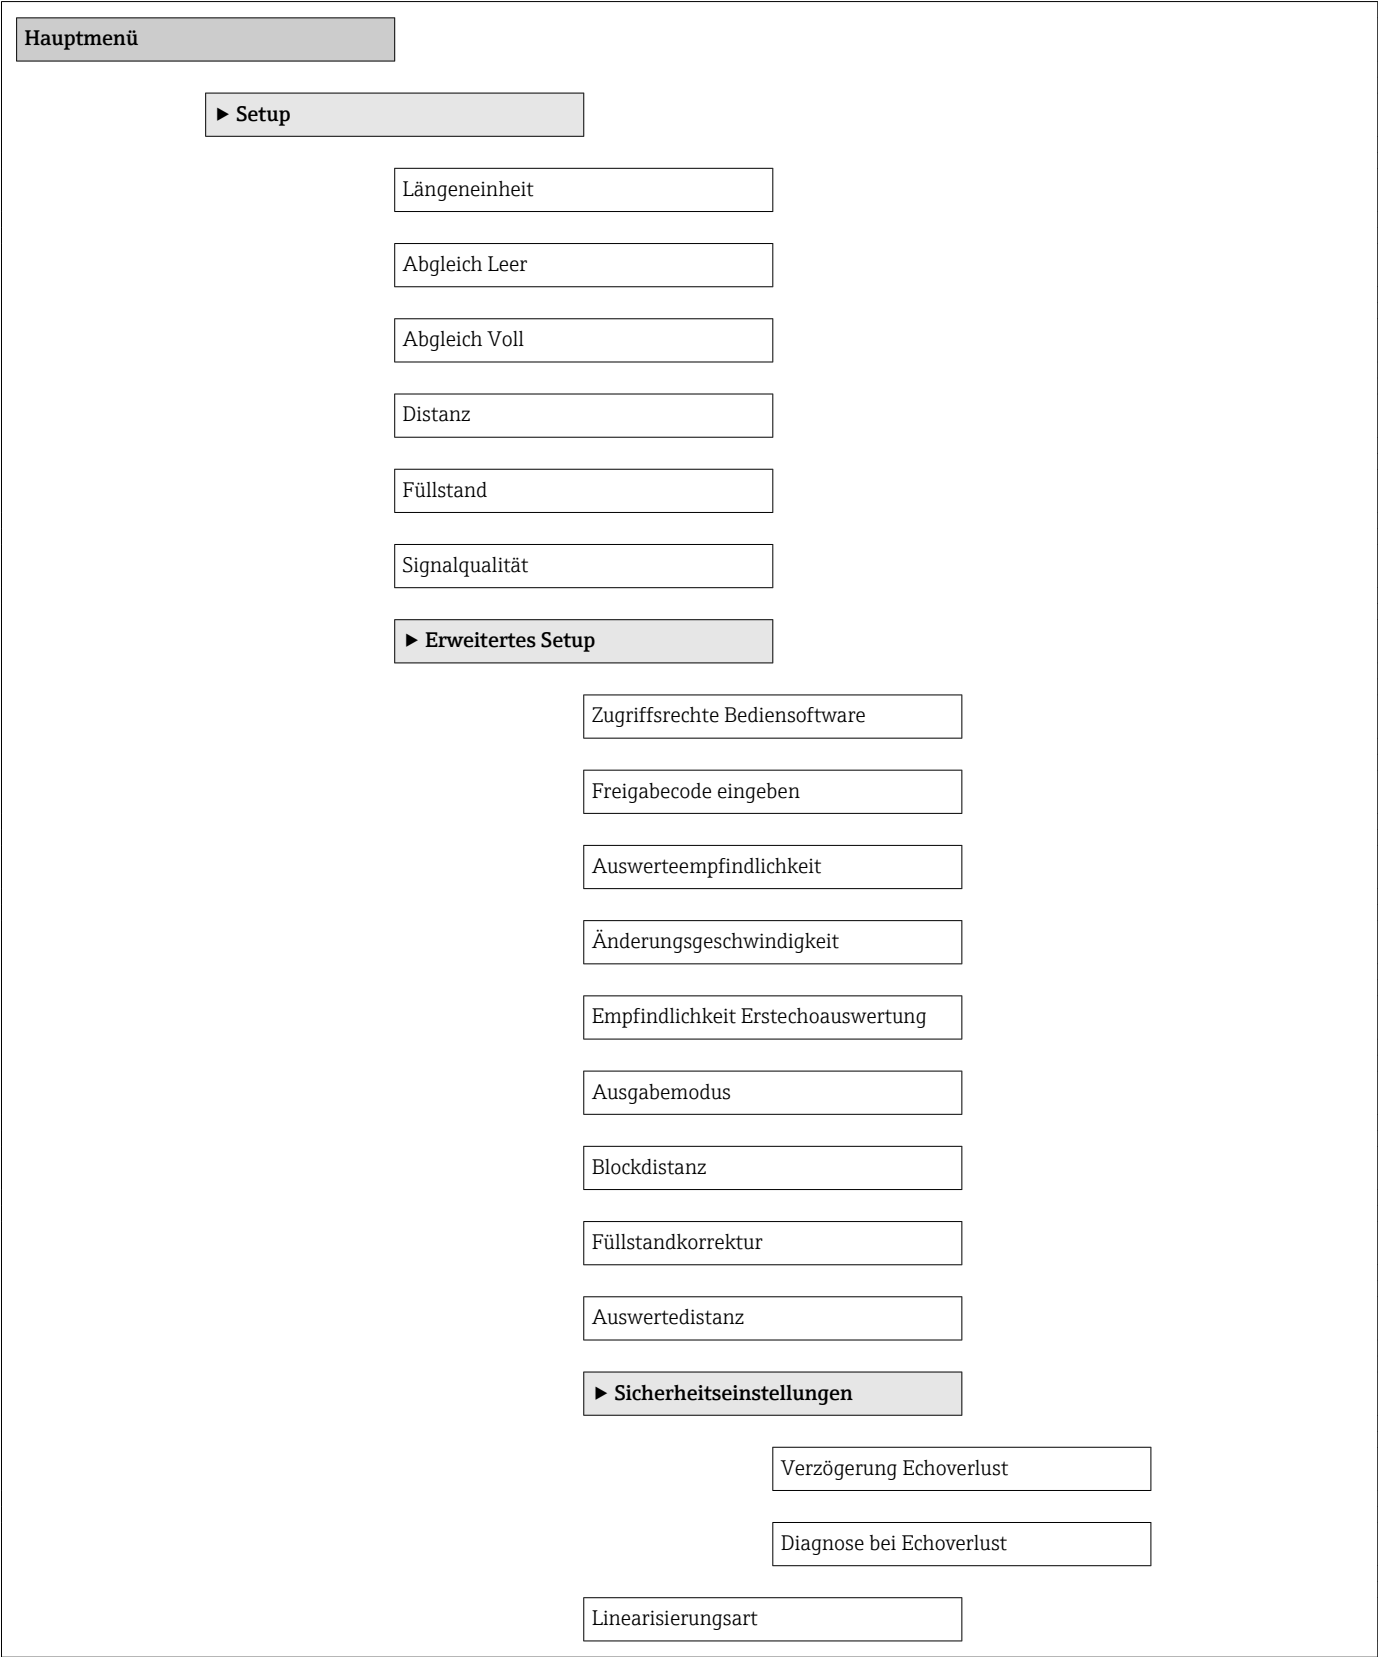 Hauptmenü
▶ Setup
Längeneinheit
Abgleich Leer
Abgleich Voll
Distanz
Füllstand
Signalqualität
▶ Erweitertes Setup
Zugriffsrechte Bediensoftware
Freigabecode eingeben
Auswerteempfindlichkeit
Änderungsgeschwindigkeit
Empfindlichkeit Erstechoauswertung
Ausgabemodus
Blockdistanz
Füllstandkorrektur
Auswertedistanz
▶ Sicherheitseinstellungen
Verzögerung Echoverlust
Diagnose bei Echoverlust
Linearisierungsart